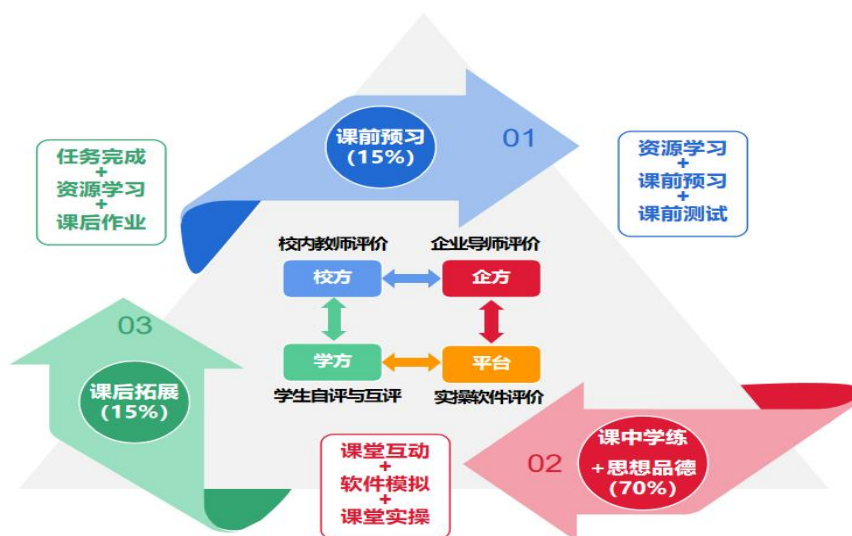 课前预习
(15%)
01
任务完成
+
资源学习
+
课后作业
资源学习
+
课前预习
+
课前测试
校内教师评价
企业导师评价
校方
企方
学方
平台
学生自评与互评
实操软件评价
03
课后拓展
(15%)
课堂互动
+
软件模拟
+
课堂实操
02
课中学练
+思想品德
(70%)